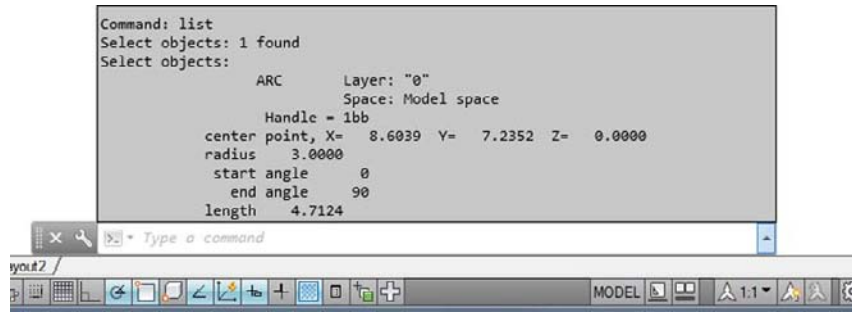 Command: list
Select objects: 1 found
Select objects:
ARC Layer: "0"
Space: Model space
Handle = 1bb
center point, X= 8.6039 Y= 7.2352 Z= 0.0000
radius 3.0000
start angle 0
end angle 90
length 4.7124
Type a command
yout2
MODEL 1:1